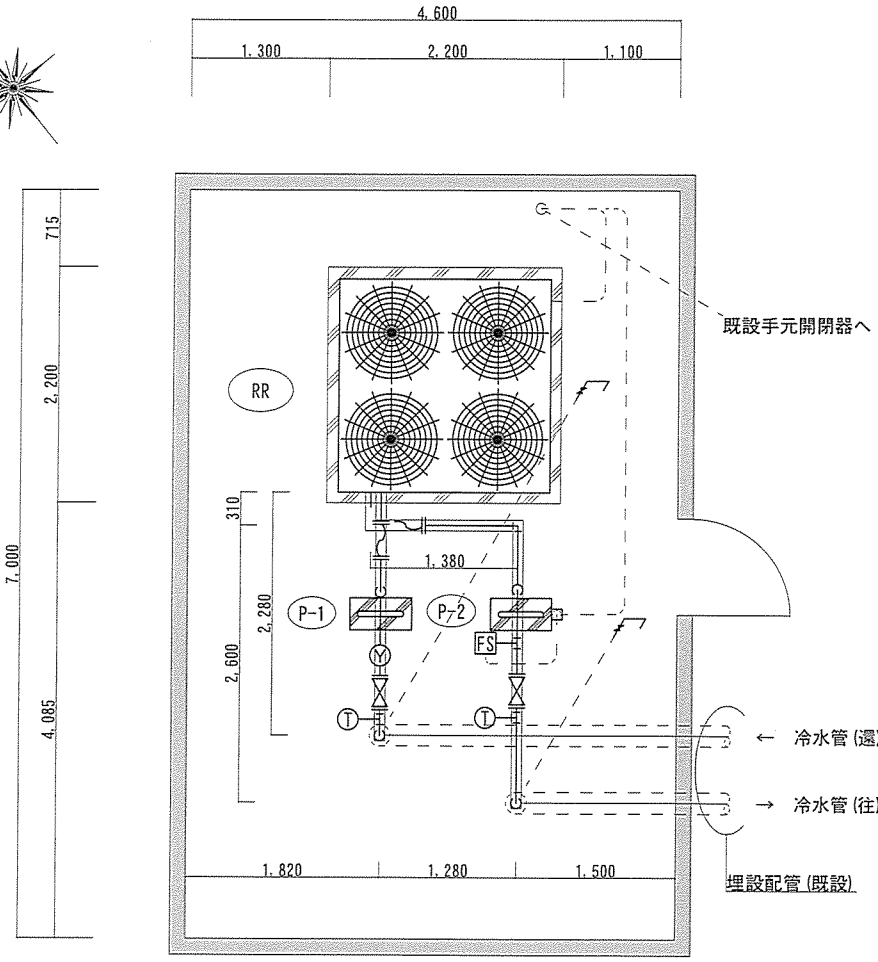 4,600
1,300
2,200
1,100
715
2,200
7,000
4,085
既設手元開閉器へ
RR
310
1,380
2,280
2,600
P-1
P-2
FS
Y
T
T
← 冷水管(還)
→ 冷水管(往)
1,820
1,280
1,500
埋設配管(既設)